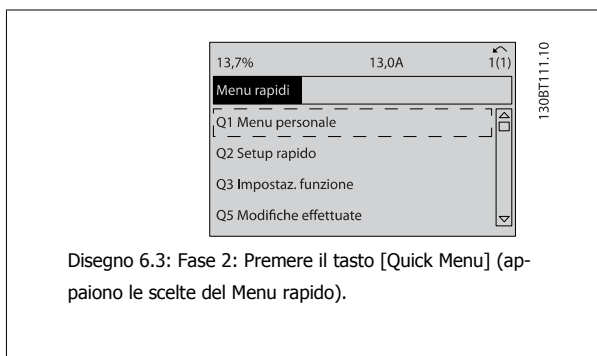 13,7% 13,0A 1(1)
Menu rapidi
Q1 Menu personale
Q2 Setup rapido
Q3 Impostaz. funzione
Q5 Modifiche effettuate
130BT111.10
Disegno 6.3: Fase 2: Premere il tasto [Quick Menu] (ap-
paiono le scelte del Menu rapido).